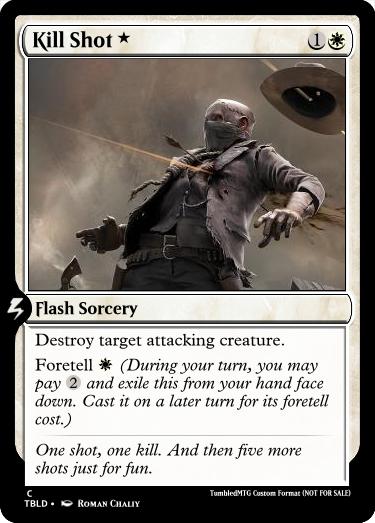 Kill Shot ★ 1
Flash Sorcery
Destroy target attacking creature.
Foretell (During your turn, you may
pay 2 and exile this from your hand face
down. Cast it on a later turn for its foretell
cost.)
One shot, one kill. And then five more
shots just for fun.
C
TBLD • Roman Chaliy
TumbledMTG Custom Format (NOT FOR SALE)